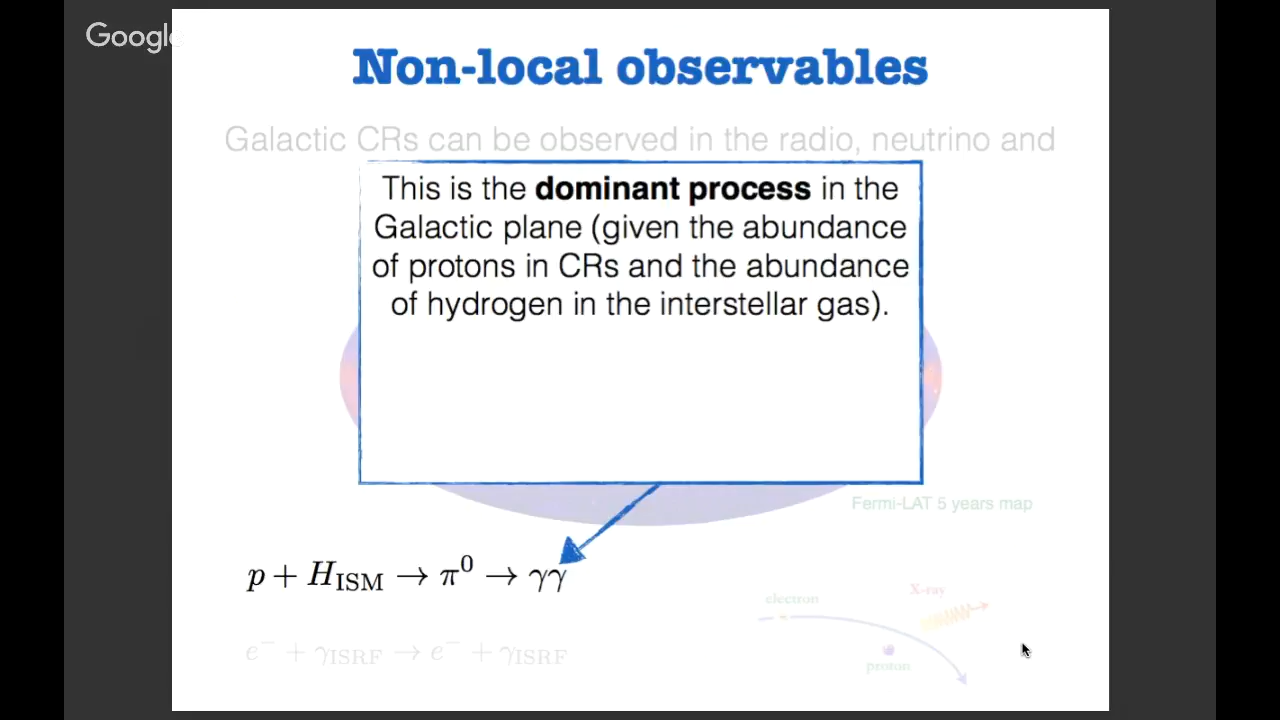 Google
Non-local observables
Galactic CRs can be observed in the radio, neutrino and
This is the dominant process in the
Galactic plane (given the abundance
of protons in CRs and the abundance
of hydrogen in the interstellar gas).
Fermi-LAT 5 years map
p + H_ISM → π⁰ → γγ
electron
X-ray
proton
e⁻ + γ_ISRF → e⁻ + γ_ISRF